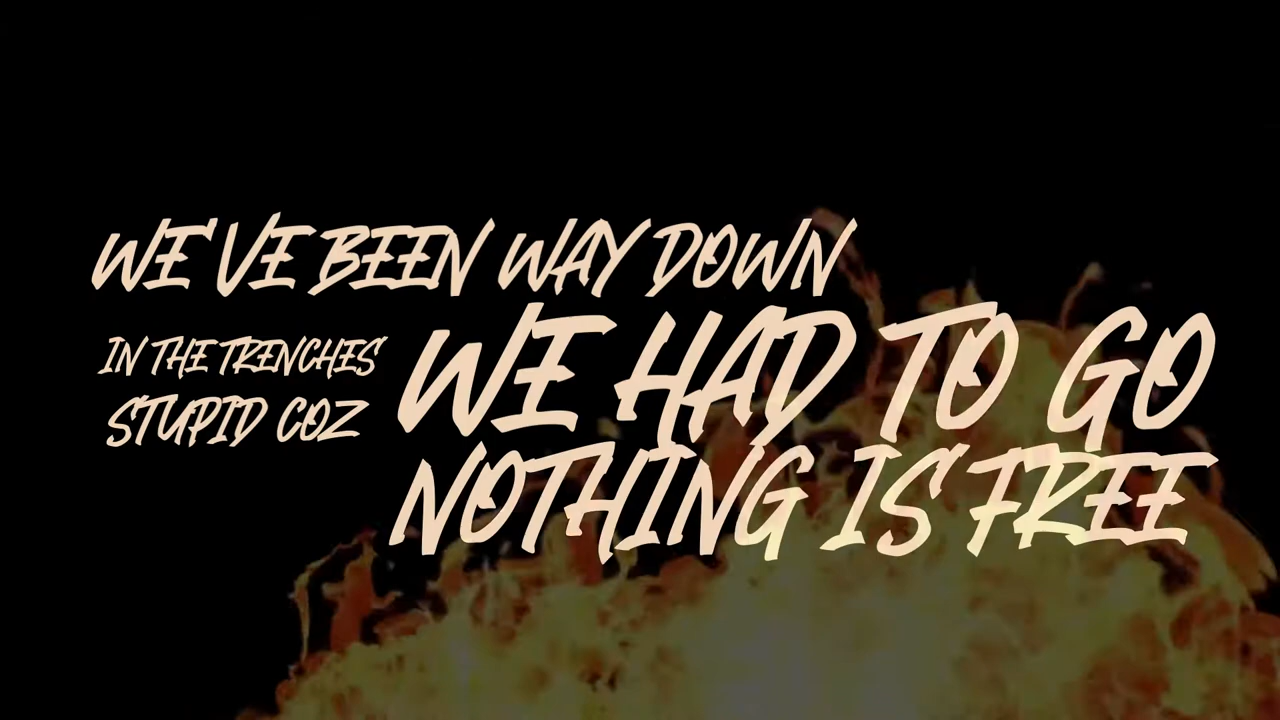 WE'VE BEEN WAY DOWN
IN THE TRENCHES
STUPID COZ
WE HAD TO GO
NOTHING IS FREE